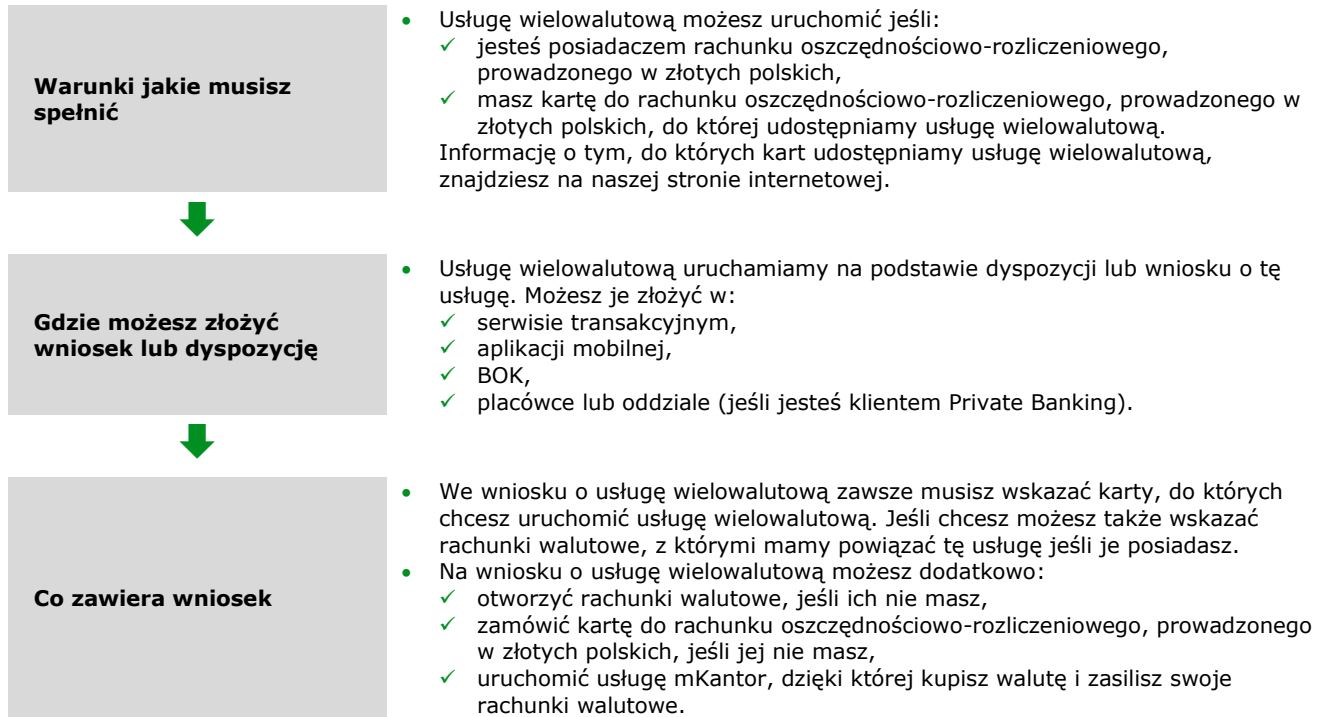 Warunki jakie musisz
spełnić
• Usługę wielowalutową możesz uruchomić jeśli:
✓ jesteś posiadaczem rachunku oszczędnościowo-rozliczeniowego,
prowadzonego w złotych polskich,
✓ masz kartę do rachunku oszczędnościowo-rozliczeniowego, prowadzonego w
złotych polskich, do której udostępniamy usługę wielowalutową.
Informację o tym, do których kart udostępniamy usługę wielowalutową,
znajdziesz na naszej stronie internetowej.
Gdzie możesz złożyć
wniosek lub dyspozycję
• Usługę wielowalutową uruchamiamy na podstawie dyspozycji lub wniosku o tę
usługę. Możesz je złożyć w:
✓ serwisie transakcyjnym,
✓ aplikacji mobilnej,
✓ BOK,
✓ placówce lub oddziale (jeśli jesteś klientem Private Banking).
Co zawiera wniosek
• We wniosku o usługę wielowalutową zawsze musisz wskazać karty, do których
chcesz uruchomić usługę wielowalutową. Jeśli chcesz możesz także wskazać
rachunki walutowe, z którymi mamy powiązać tę usługę jeśli je posiadasz.
• Na wniosku o usługę wielowalutową możesz dodatkowo:
✓ otworzyć rachunki walutowe, jeśli ich nie masz,
✓ zamówić kartę do rachunku oszczędnościowo-rozliczeniowego, prowadzonego
w złotych polskich, jeśli jej nie masz,
✓ uruchomić usługę mKantor, dzięki której kupisz walutę i zasilisz swoje
rachunki walutowe.